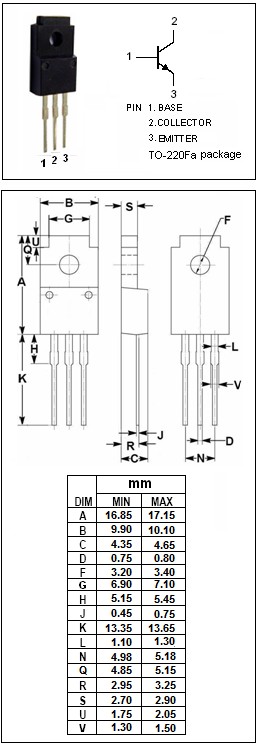 2
1
3
PIN 1. BASE
2. COLLECTOR
3. EMITTER
TO-220Fa package
1 2 3
B
G
S
U
Q
F
A
H
L
K
V
J
R
D
C
N
mm
DIM MIN MAX
A 16.85 17.15
B 9.90 10.10
C 4.35 4.65
D 0.75 0.80
F 3.20 3.40
G 6.90 7.10
H 5.15 5.45
J 0.45 0.75
K 13.35 13.65
L 1.10 1.30
N 4.98 5.18
Q 4.85 5.15
R 2.95 3.25
S 2.70 2.90
U 1.75 2.05
V 1.30 1.50